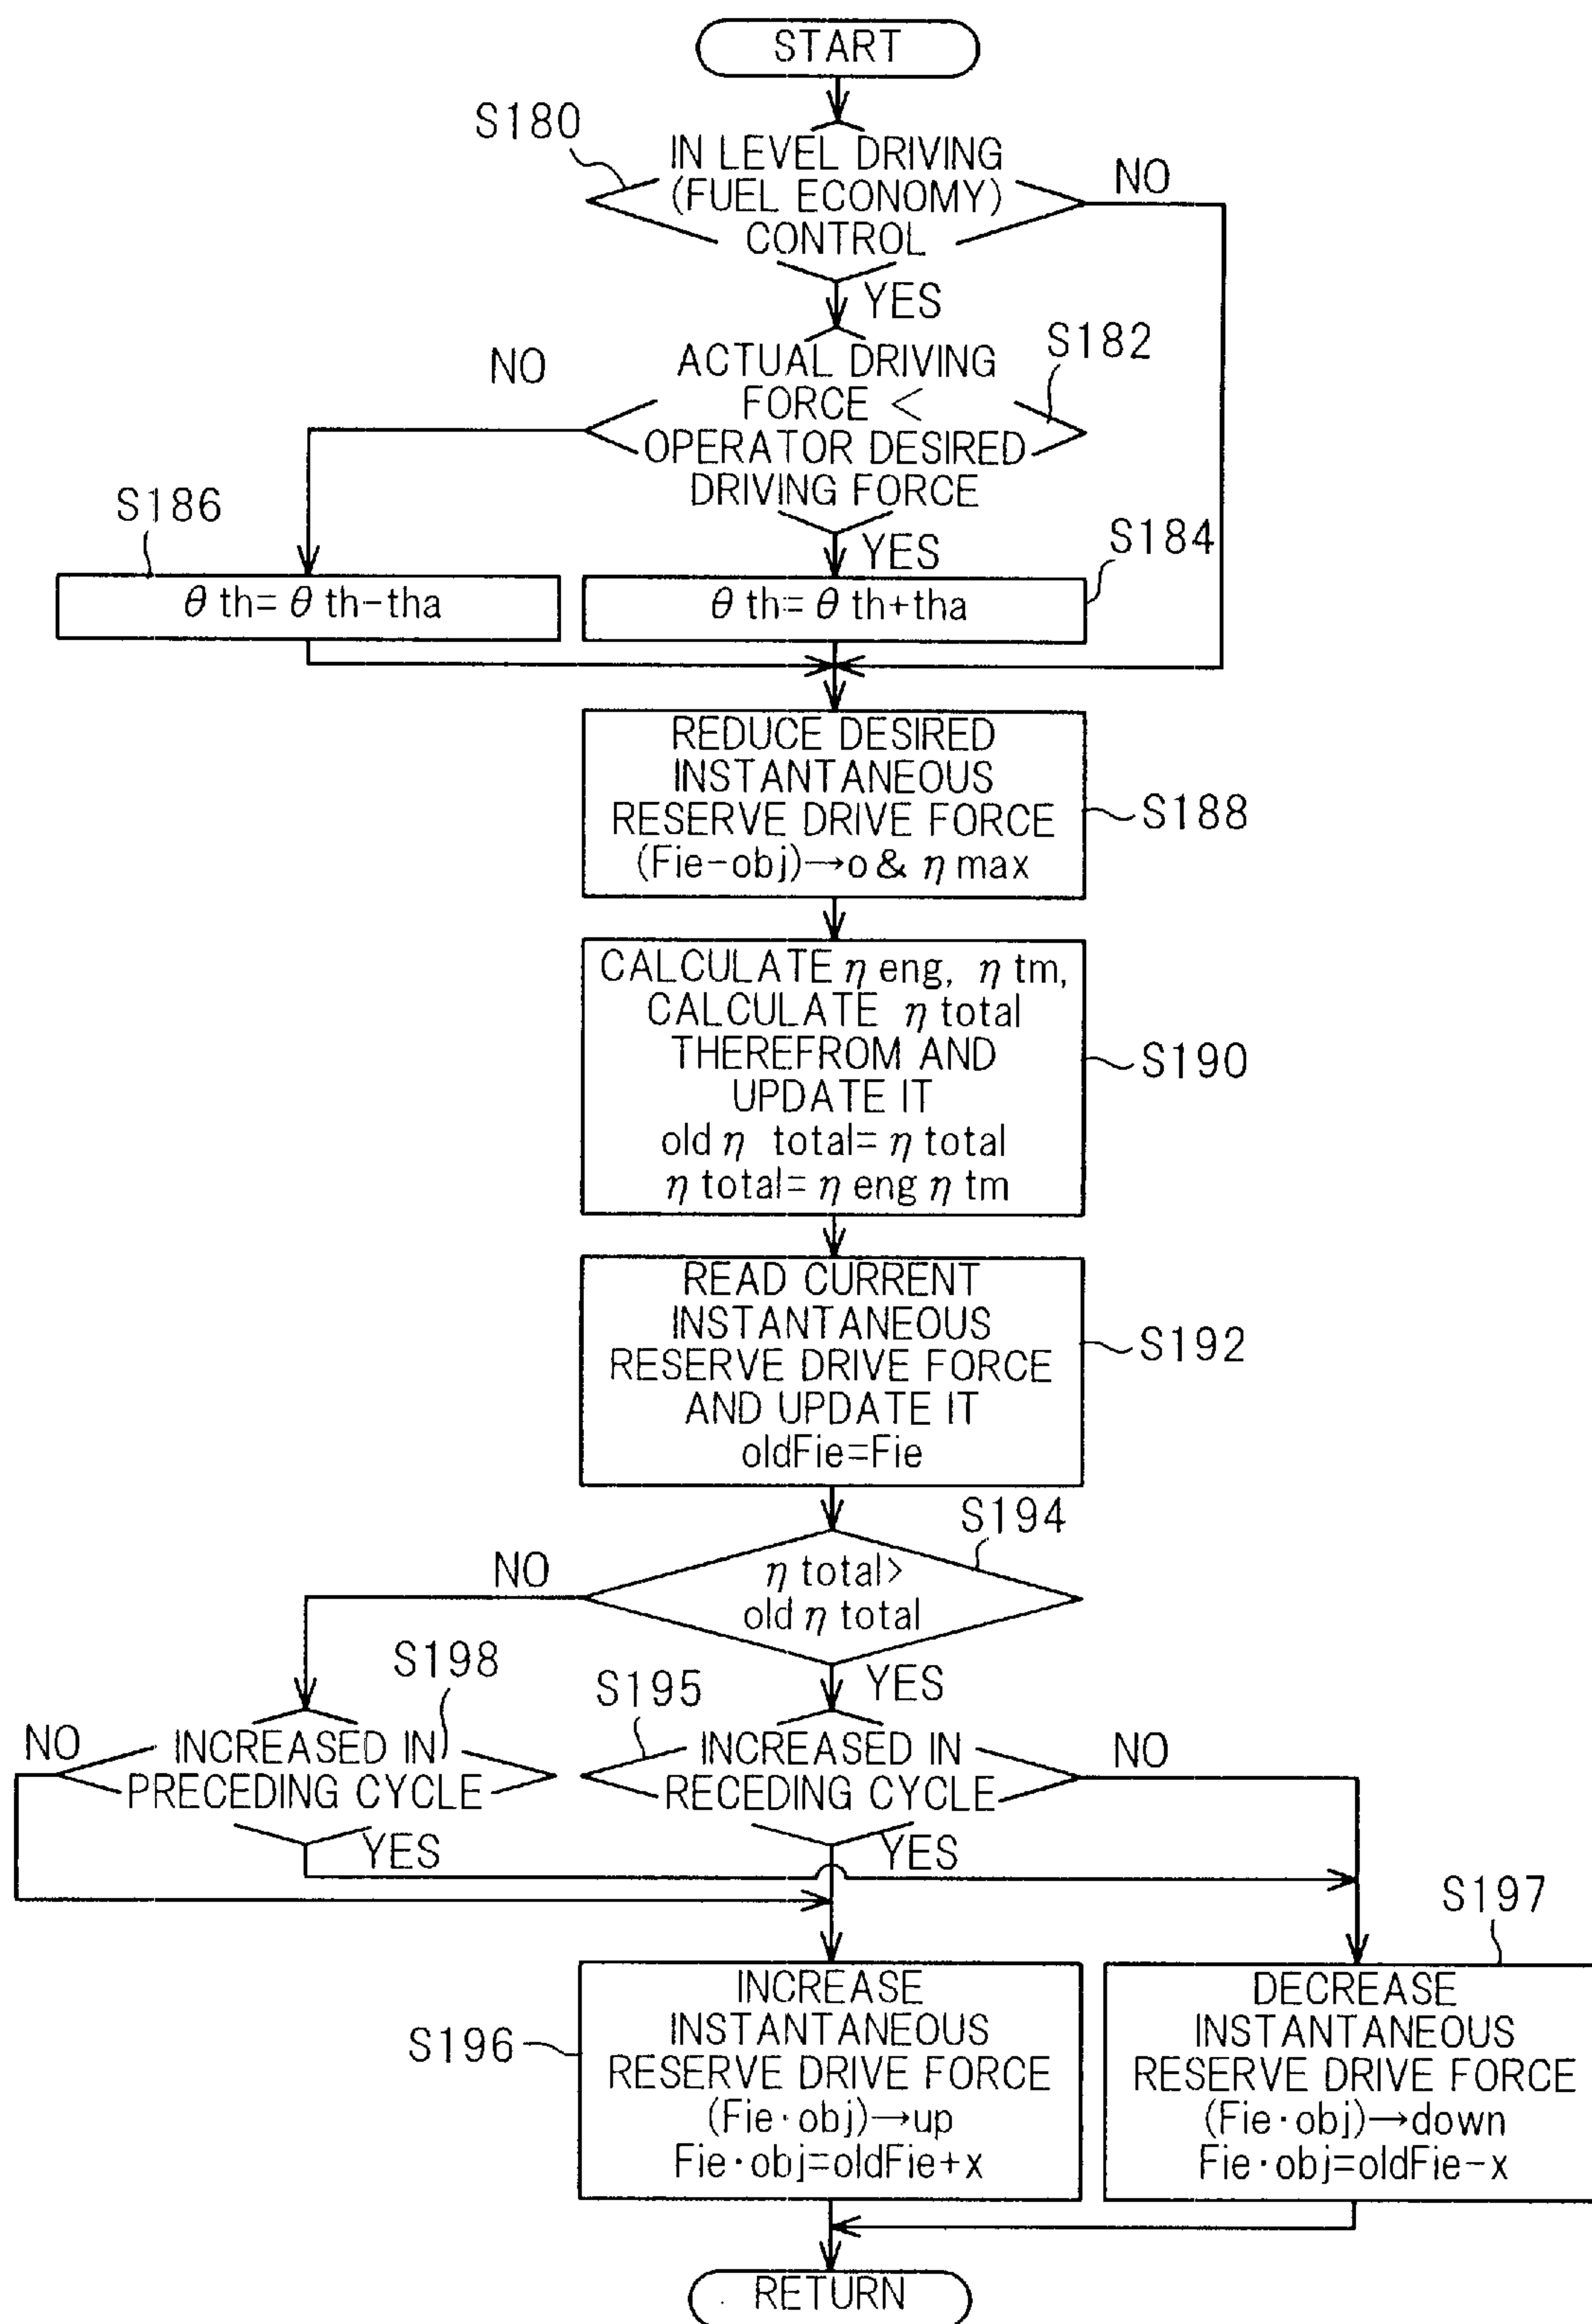 START
S180
IN LEVEL DRIVING
(FUEL ECONOMY)
CONTROL
NO
YES
S182
NO
ACTUAL DRIVING
FORCE <
OPERATOR DESIRED
DRIVING FORCE
S186
YES
S184
θ th= θ th-tha
θ th= θ th+tha
REDUCE DESIRED
INSTANTANEOUS
RESERVE DRIVE FORCE
(Fie-obj)→o & η max
S188
CALCULATE η eng, η tm,
CALCULATE η total
THEREFROM AND
UPDATE IT
old η total= η total
η total= η eng η tm
S190
READ CURRENT
INSTANTANEOUS
RESERVE DRIVE FORCE
AND UPDATE IT
oldFie=Fie
S192
S194
NO
η total>
old η total
YES
S198
S195
NO
INCREASED IN
PRECEDING CYCLE
YES
INCREASED IN
RECEDING CYCLE
NO
YES
S197
S196
INCREASE
INSTANTANEOUS
RESERVE DRIVE FORCE
(Fie·obj)→up
Fie·obj=oldFie+x
DECREASE
INSTANTANEOUS
RESERVE DRIVE FORCE
(Fie·obj)→down
Fie·obj=oldFie-x
RETURN